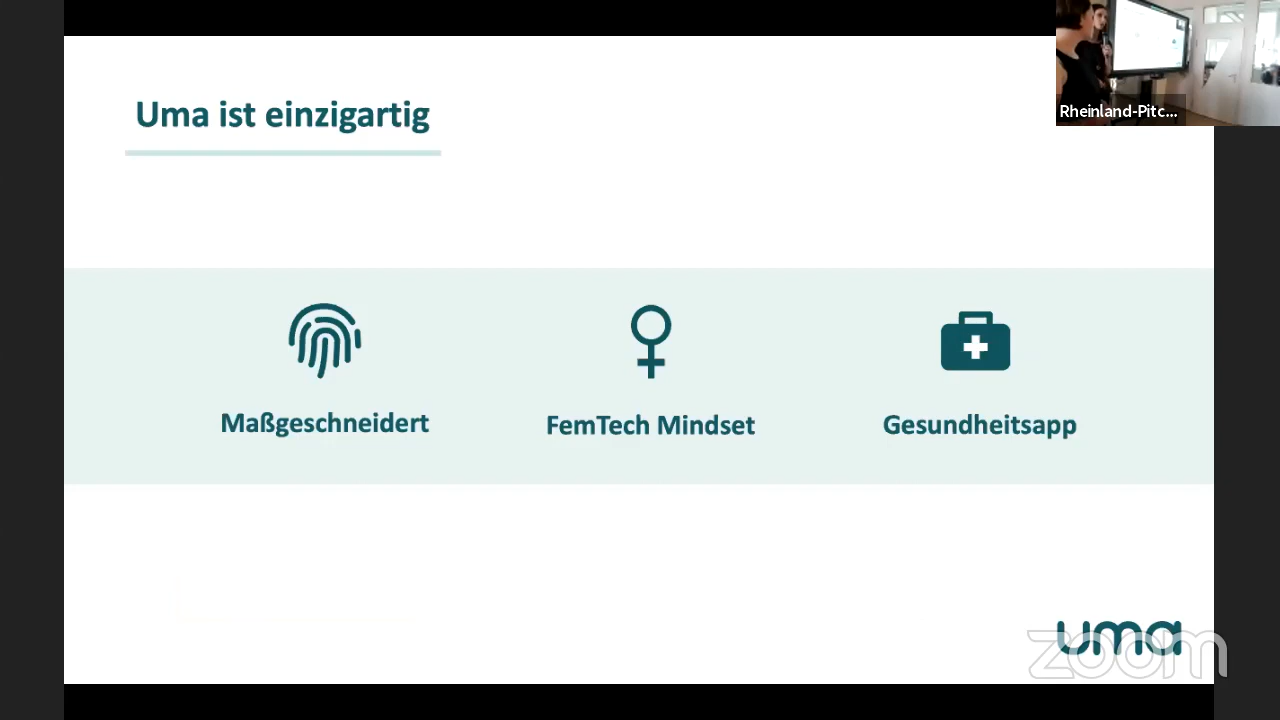 Uma ist einzigartig
Rheinland-Pitc...
Maßgeschneidert
FemTech Mindset
Gesundheitsapp
uma
zoom